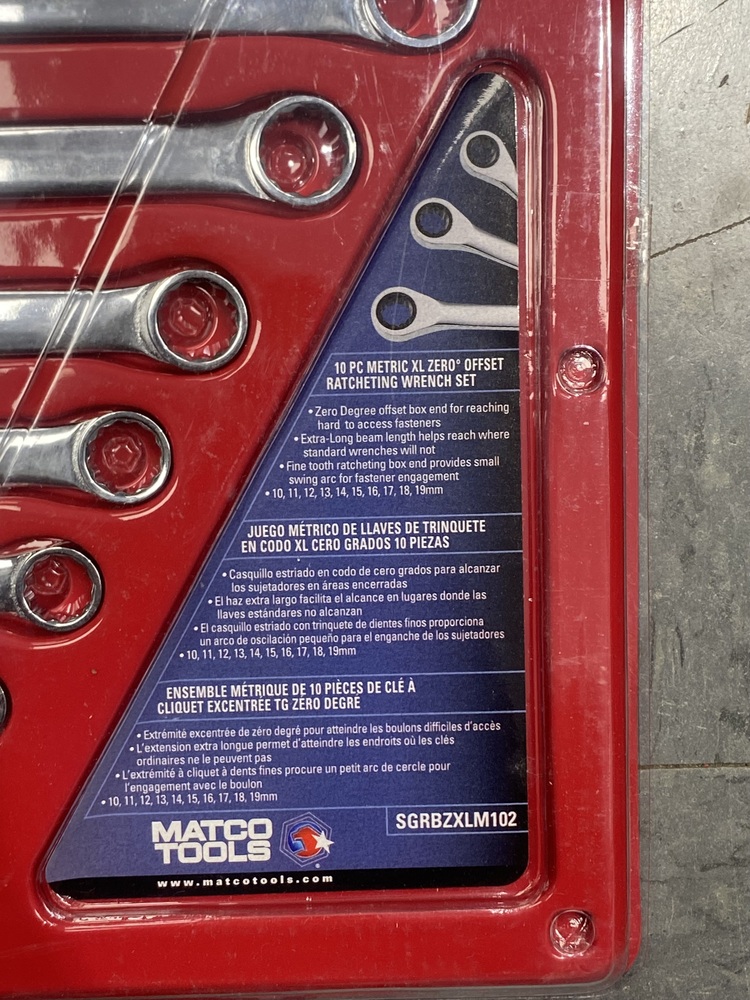 10 PC METRIC XL ZERO° OFFSET
RATCHETING WRENCH SET
• Zero Degree offset box end for reaching
hard to access fasteners
• Extra-Long beam length helps reach where
standard wrenches will not
• Fine tooth ratcheting box end provides small
swing arc for fastener engagement
• 10, 11, 12, 13, 14, 15, 16, 17, 18, 19mm
JUEGO MÉTRICO DE LLAVES DE TRINQUETE
EN CODO XL CERO GRADOS 10 PIEZAS
• Casquillo estriado en codo de cero grados para alcanzar
los sujetadores en áreas encerradas
• El haz extra largo facilita el alcance en lugares donde las
llaves estándares no alcanzan
• El casquillo estriado con trinquete de dientes finos proporciona
un arco de oscilación pequeño para el enganche de los sujetadores
• 10, 11, 12, 13, 14, 15, 16, 17, 18, 19mm
ENSEMBLE MÉTRIQUE DE 10 PIÈCES DE CLÉ À
CLIQUET EXCENTRÉE TG ZÉRO DEGRÉ
• Extrémité excentrée de zéro degré pour atteindre les boulons difficiles d'accès
• L'extension extra longue permet d'atteindre les endroits où les clés
ordinaires ne le peuvent pas
• L'extrémité à cliquet à dents fines procure un petit arc de cercle pour
l'engagement avec le boulon
• 10, 11, 12, 13, 14, 15, 16, 17, 18, 19mm
SGRBZXLM102
MATCO
TOOLS
www.matcotools.com